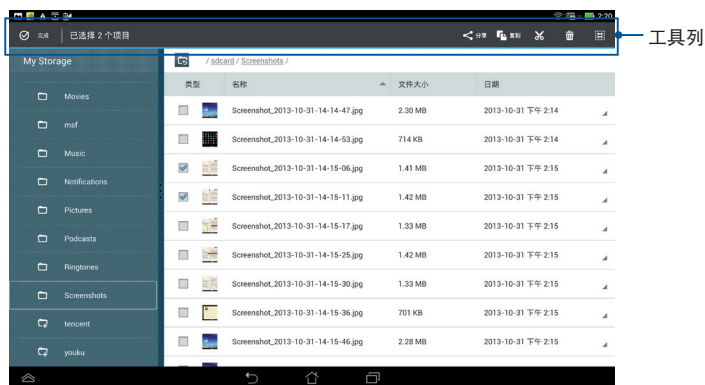 2:20
完成 已选择 2 个项目 分享 复制
工具列
My Storage
/ sdcard / Screenshots /
类型 名称 文件大小 日期
Movies
Screenshot_2013-10-31-14-14-47.jpg 2.30 MB 2013-10-31 下午 2:14
msf
Screenshot_2013-10-31-14-14-53.jpg 714 KB 2013-10-31 下午 2:14
Music
Screenshot_2013-10-31-14-15-06.jpg 1.41 MB 2013-10-31 下午 2:15
Notifications
Screenshot_2013-10-31-14-15-11.jpg 1.42 MB 2013-10-31 下午 2:15
Pictures
Screenshot_2013-10-31-14-15-17.jpg 1.33 MB 2013-10-31 下午 2:15
Podcasts
Screenshot_2013-10-31-14-15-25.jpg 1.42 MB 2013-10-31 下午 2:15
Ringtones
Screenshot_2013-10-31-14-15-30.jpg 1.33 MB 2013-10-31 下午 2:15
Screenshots
Screenshot_2013-10-31-14-15-36.jpg 701 KB 2013-10-31 下午 2:15
tencent
Screenshot_2013-10-31-14-15-46.jpg 2.28 MB 2013-10-31 下午 2:15
youku